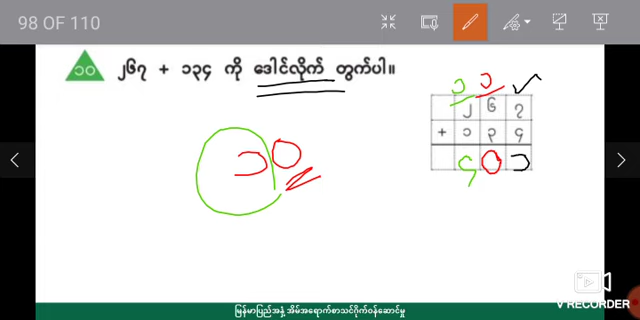 98 OF 110
၁၀ ၂၆၇ + ၁၃၄ ကို ဒေါင်လိုက် တွက်ပါ။
၁ ၁
၂ ၆ ၇
+ ၁ ၃ ၄
၄ ၀ ၁
၁၀
V RECORDER
မြန်မာပြည်အနှံ့ အိမ်အရောက်စာသင်ဂိုက်ဝန်ဆောင်မှု